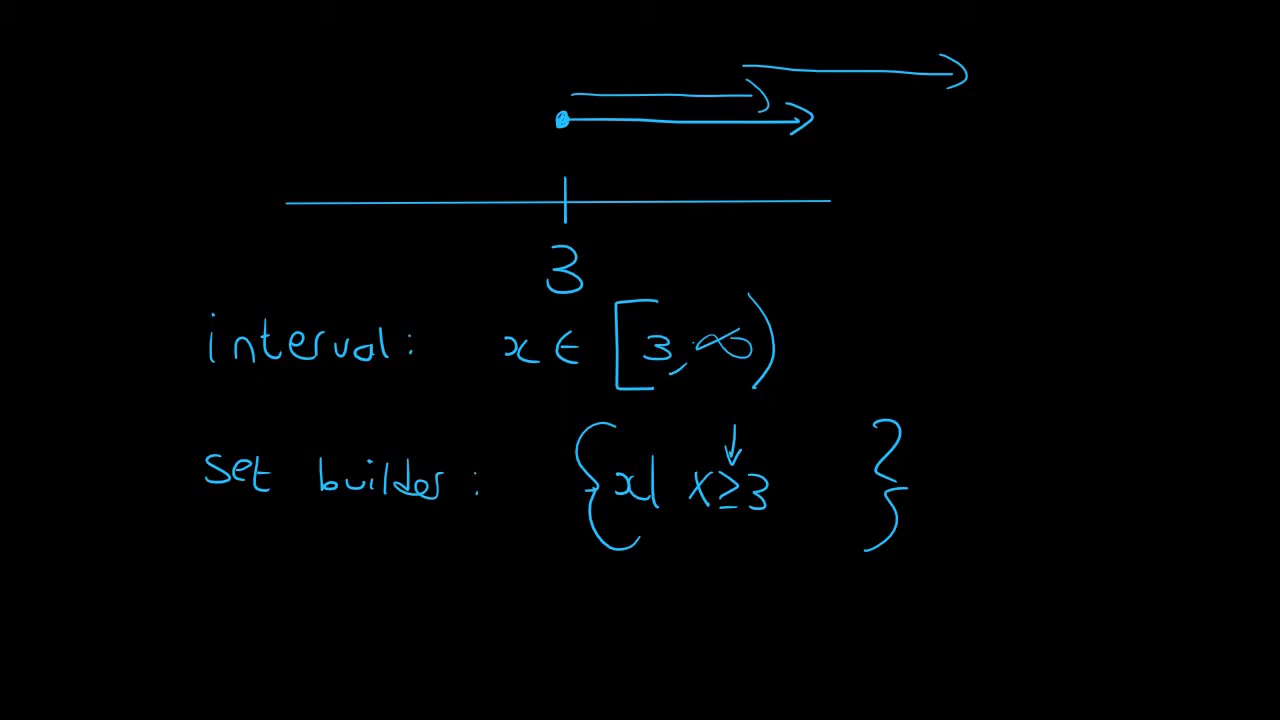 3
interval: x ∈ [3, ∞)
set builder: {x| x ≥ 3 }